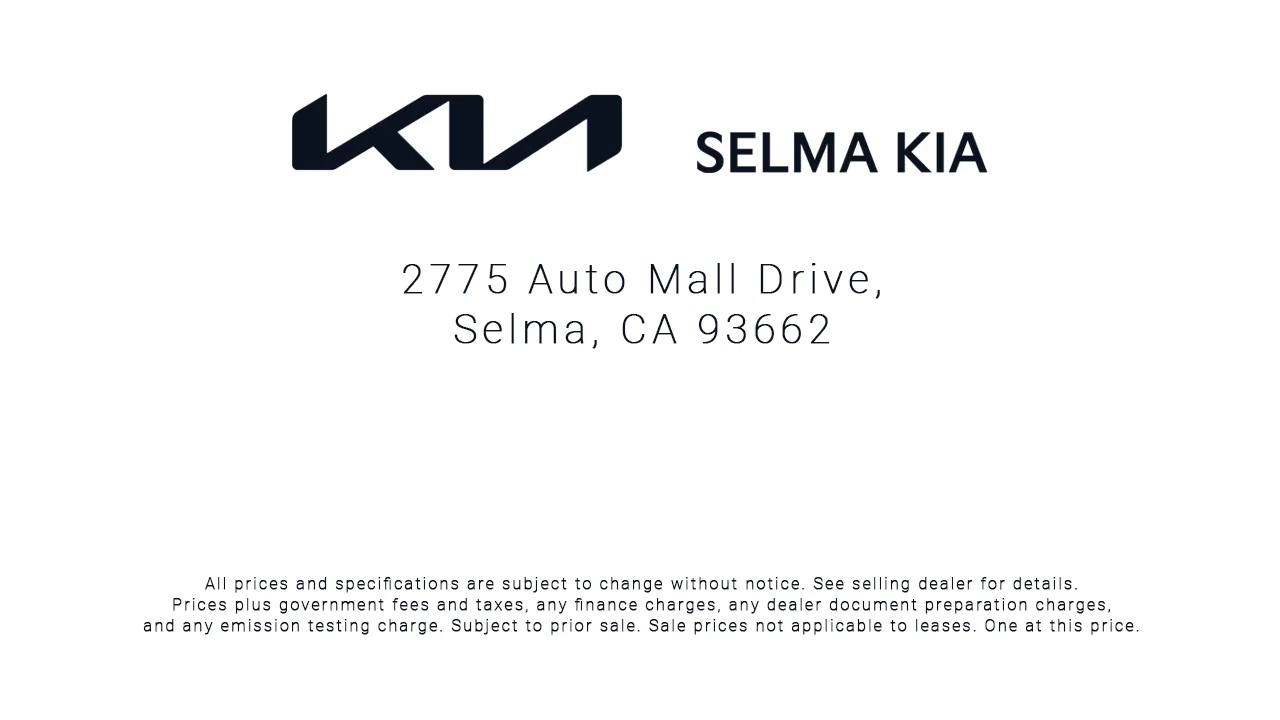 KIA SELMA KIA
2775 Auto Mall Drive,
Selma, CA 93662
All prices and specifications are subject to change without notice. See selling dealer for details.
Prices plus government fees and taxes, any finance charges, any dealer document preparation charges,
and any emission testing charge. Subject to prior sale. Sale prices not applicable to leases. One at this price.